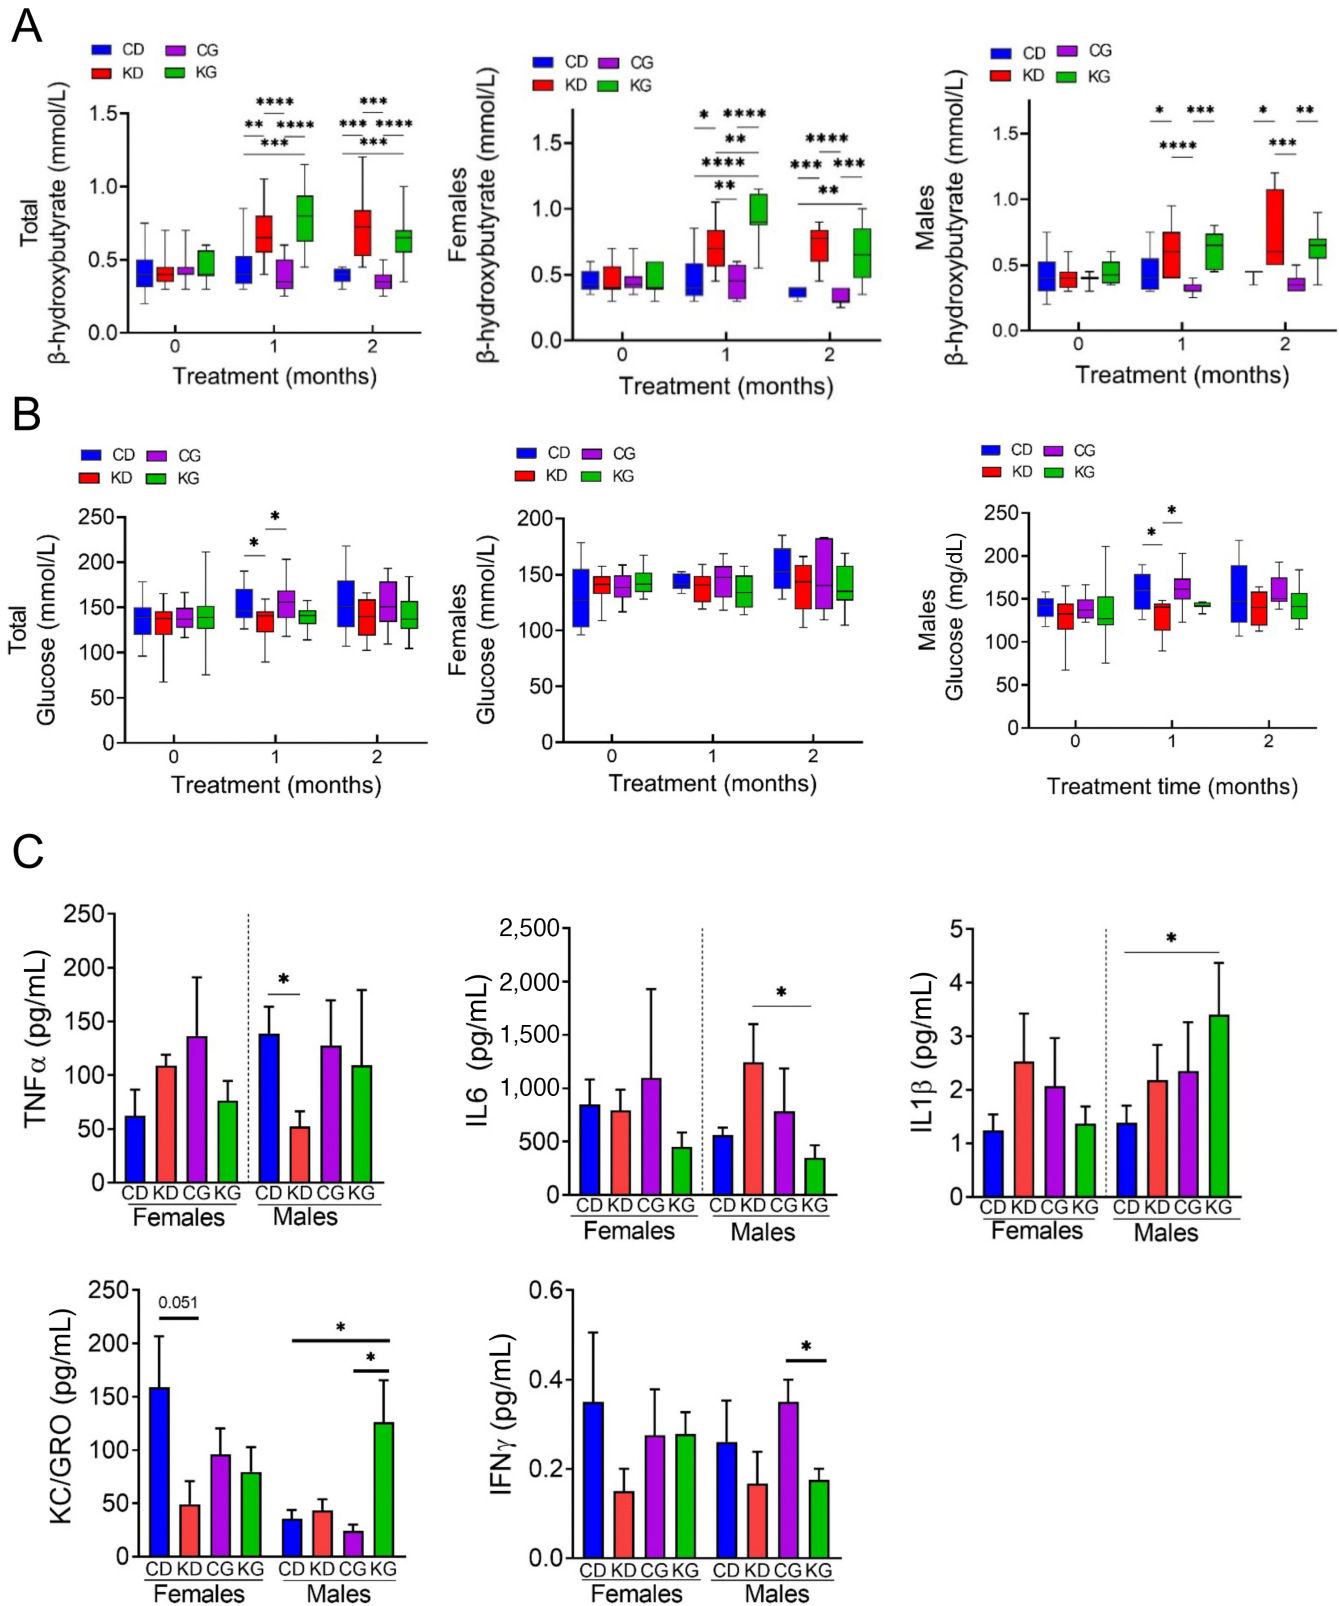 A
CD CG
KD KG
Total
β-hydroxybutyrate (mmol/L)
1.5
1.0
0.5
0.0
**** ***
** **** *** ****
*** ***
0 1 2
Treatment (months)
CD CG
KD KG
Females
β-hydroxybutyrate (mmol/L)
1.5
1.0
0.5
0.0
* ****
** ****
**** *** ***
** **
0 1 2
Treatment (months)
CD CG
KD KG
Males
β-hydroxybutyrate (mmol/L)
1.5
1.0
0.5
0.0
* *** * **
**** ***
0 1 2
Treatment (months)
B
CD CG
KD KG
Total
Glucose (mmol/L)
250
200
150
100
50
0
*
*
0 1 2
Treatment (months)
CD CG
KD KG
Females
Glucose (mmol/L)
200
150
100
50
0
0 1 2
Treatment (months)
CD CG
KD KG
Males
Glucose (mg/dL)
250
200
150
100
50
0
*
*
0 1 2
Treatment time (months)
C
TNFα (pg/mL)
250
200
150
100
50
0
*
CD KD CG KG CD KD CG KG
Females Males
IL6 (pg/mL)
2,500
2,000
1,500
1,000
500
0
*
CD KD CG KG CD KD CG KG
Females Males
IL1β (pg/mL)
5
4
3
2
1
0
*
CD KD CG KG CD KD CG KG
Females Males
KC/GRO (pg/mL)
250
200
150
100
50
0
0.051
*
*
CD KD CG KG CD KD CG KG
Females Males
IFNγ (pg/mL)
0.6
0.4
0.2
0.0
*
CD KD CG KG CD KD CG KG
Females Males